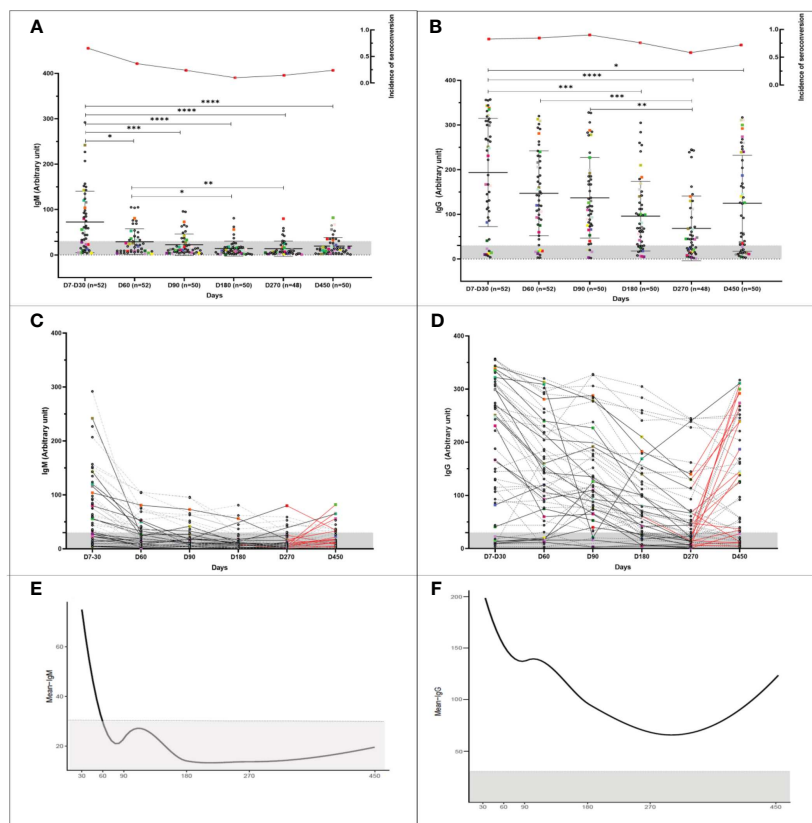 A
1.0
0.5
0.0
Incidence of seroconversion
400
300
200
100
0
IgM (Arbitrary unit)
****
****
****
***
*
**
*
D7-D30 (n=52) D60 (n=52) D90 (n=50) D180 (n=50) D270 (n=48) D450 (n=50)
Days
B
1.0
0.5
0.0
Incidence of seroconversion
400
300
200
100
0
IgG (Arbitrary unit)
*
****
***
***
**
D7-D30 (n=52) D60 (n=52) D90 (n=50) D180 (n=50) D270 (n=48) D450 (n=50)
Days
C
400
300
200
100
0
IgM (Arbitrary unit)
D7-30 D60 D90 D180 D270 D450
Days
D
400
300
200
100
0
IgG (Arbitrary unit)
D7-D30 D60 D90 D180 D270 D450
Days
E
60
40
20
Mean-IgM
30 60 90 180 270 450
F
200
150
100
50
Mean-IgG
30 60 90 180 270 450